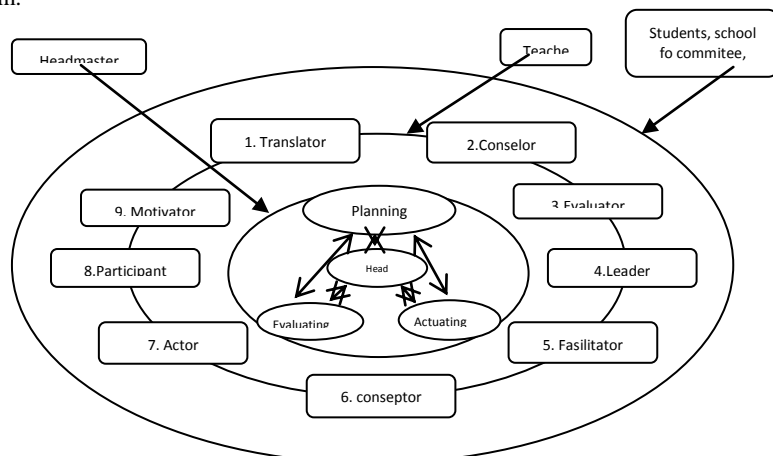 m.
Headmaster
Teache
Students, school
fo commitee,
1. Translator
2.Conselor
9. Motivator
3.Evaluator
Planning
Head
8.Participant
4.Leader
Evaluating
Actuating
7. Actor
5. Fasilitator
6. conseptor